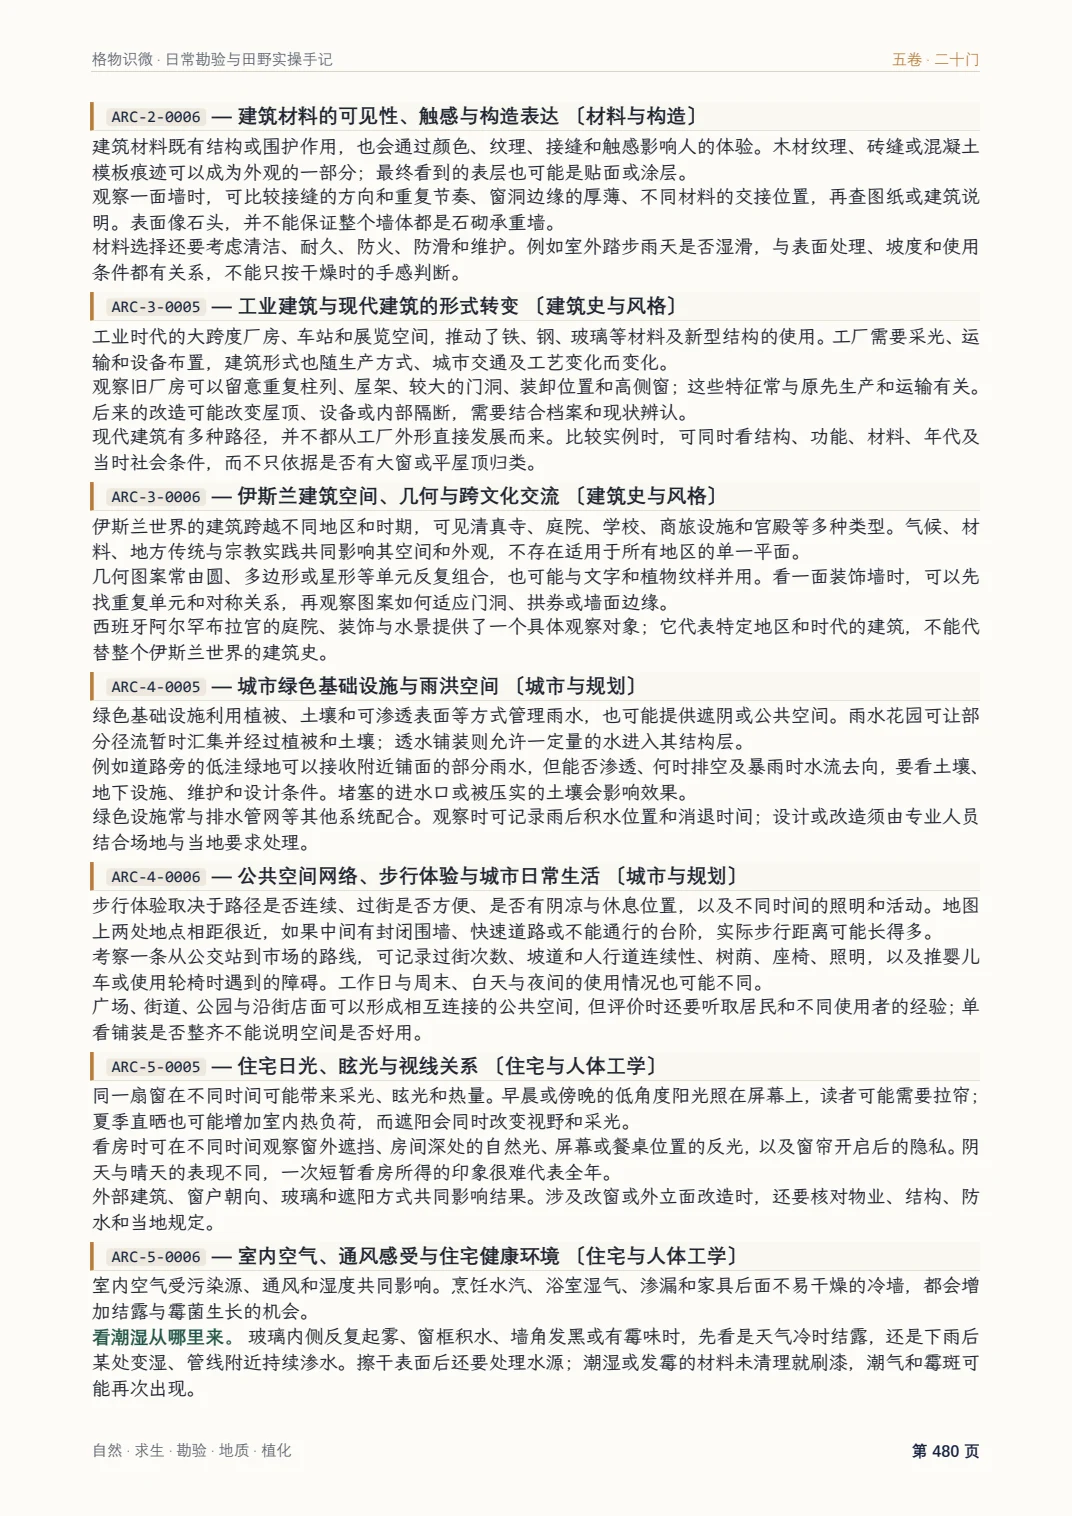 格物识微 · 日常勘验与田野实操手记
五卷 · 二十门
ARC-2-0006 — 建筑材料的可见性、触感与构造表达 〔材料与构造〕
建筑材料既有结构或围护作用，也会通过颜色、纹理、接缝和触感影响人的体验。木材纹理、砖缝或混凝土
模板痕迹可以成为外观的一部分；最终看到的表层也可能是贴面或涂层。
观察一面墙时，可比较接缝的方向和重复节奏、窗洞边缘的厚薄、不同材料的交接位置，再查图纸或建筑说
明。表面像石头，并不能保证整个墙体都是石砌承重墙。
材料选择还要考虑清洁、耐久、防火、防滑和维护。例如室外踏步雨天是否湿滑，与表面处理、坡度和使用
条件都有关系，不能只按干燥时的手感判断。
ARC-3-0005 — 工业建筑与现代建筑的形式转变 〔建筑史与风格〕
工业时代的大跨度厂房、车站和展览空间，推动了铁、钢、玻璃等材料及新型结构的使用。工厂需要采光、运
输和设备布置，建筑形式也随生产方式、城市交通及工艺变化而变化。
观察旧厂房可以留意重复柱列、屋架、较大的门洞、装卸位置和高侧窗；这些特征常与原先生产和运输有关。
后来的改造可能改变屋顶、设备或内部隔断，需要结合档案和现状辨认。
现代建筑有多种路径，并不都从工厂外形直接发展而来。比较实例时，可同时看结构、功能、材料、年代及
当时社会条件，而不只依据是否有大窗或平屋顶归类。
ARC-3-0006 — 伊斯兰建筑空间、几何与跨文化交流 〔建筑史与风格〕
伊斯兰世界的建筑跨越不同地区和时期，可见清真寺、庭院、学校、商旅设施和宫殿等多种类型。气候、材
料、地方传统与宗教实践共同影响其空间和外观，不存在适用于所有地区的单一平面。
几何图案常由圆、多边形或星形等单元反复组合，也可能与文字和植物纹样并用。看一面装饰墙时，可以先
找重复单元和对称关系，再观察图案如何适应门洞、拱券或墙面边缘。
西班牙阿尔罕布拉宫的庭院、装饰与水景提供了一个具体观察对象；它代表特定地区和时代的建筑，不能代
替整个伊斯兰世界的建筑史。
ARC-4-0005 — 城市绿色基础设施与雨洪空间 〔城市与规划〕
绿色基础设施利用植被、土壤和可渗透表面等方式管理雨水，也可能提供遮阴或公共空间。雨水花园可让部
分径流暂时汇集并经过植被和土壤；透水铺装则允许一定量的水进入其结构层。
例如道路旁的低洼绿地可以接收附近铺面的部分雨水，但能否渗透、何时排空及暴雨时水流去向，要看土壤、
地下设施、维护和设计条件。堵塞的进水口或被压实的土壤会影响效果。
绿色设施常与排水管网等其他系统配合。观察时可记录雨后积水位置和消退时间；设计或改造须由专业人员
结合场地与当地要求处理。
ARC-4-0006 — 公共空间网络、步行体验与城市日常生活 〔城市与规划〕
步行体验取决于路径是否连续、过街是否方便、是否有阴凉与休息位置，以及不同时间的照明和活动。地图
上两处地点相距很近，如果中间有封闭围墙、快速道路或不能通行的台阶，实际步行距离可能长得多。
考察一条从公交站到市场的路线，可记录过街次数、坡道和人行道连续性、树荫、座椅、照明，以及推婴儿
车或使用轮椅时遇到的障碍。工作日与周末、白天与夜间的使用情况也可能不同。
广场、街道、公园与沿街店面可以形成相互连接的公共空间，但评价时还要听取居民和不同使用者的经验；单
看铺装是否整齐不能说明空间是否好用。
ARC-5-0005 — 住宅日光、眩光与视线关系 〔住宅与人体工学〕
同一扇窗在不同时间可能带来采光、眩光和热量。早晨或傍晚的低角度阳光照在屏幕上，读者可能需要拉帘；
夏季直晒也可能增加室内热负荷，而遮阳会同时改变视野和采光。
看房时可在不同时间观察窗外遮挡、房间深处的自然光、屏幕或餐桌位置的反光，以及窗帘开启后的隐私。阴
天与晴天的表现不同，一次短暂看房所得的印象很难代表全年。
外部建筑、窗户朝向、玻璃和遮阳方式共同影响结果。涉及改窗或外立面改造时，还要核对物业、结构、防
水和当地规定。
ARC-5-0006 — 室内空气、通风感受与住宅健康环境 〔住宅与人体工学〕
室内空气受污染源、通风和湿度共同影响。烹饪水汽、浴室湿气、渗漏和家具后面不易干燥的冷墙，都会增
加结露与霉菌生长的机会。
看潮湿从哪里来。 玻璃内侧反复起雾、窗框积水、墙角发黑或有霉味时，先看是天气冷时结露，还是下雨后
某处变湿、管线附近持续渗水。擦干表面后还要处理水源；潮湿或发霉的材料未清理就刷漆，潮气和霉斑可
能再次出现。
自然 · 求生 · 勘验 · 地质 · 植化
第 480 页